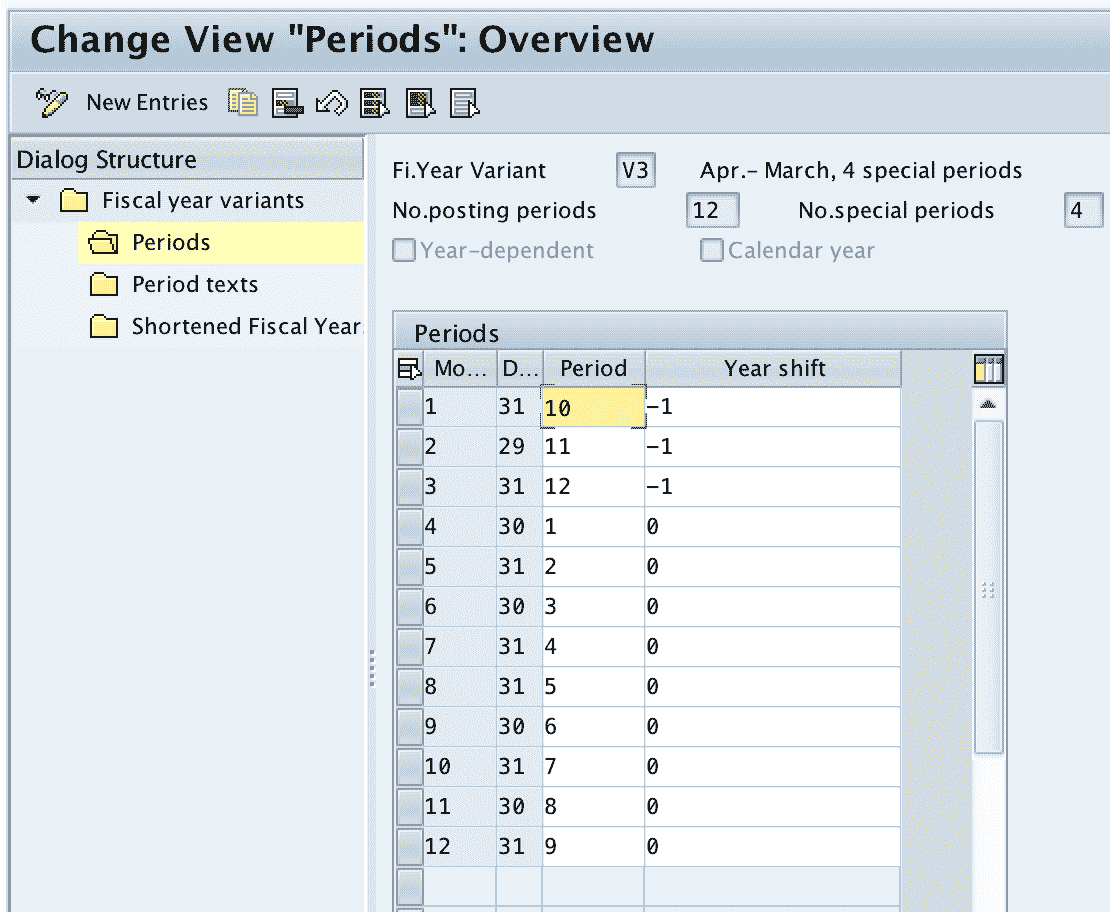 Change View "Periods": Overview
New Entries
Dialog Structure
Fiscal year variants
Periods
Period texts
Shortened Fiscal Year
Fi.Year Variant V3 Apr.– March, 4 special periods
No.posting periods 12 No.special periods 4
Year-dependent Calendar year
Periods
Mo... D... Period Year shift
1 31 10 -1
2 29 11 -1
3 31 12 -1
4 30 1 0
5 31 2 0
6 30 3 0
7 31 4 0
8 31 5 0
9 30 6 0
10 31 7 0
11 30 8 0
12 31 9 0